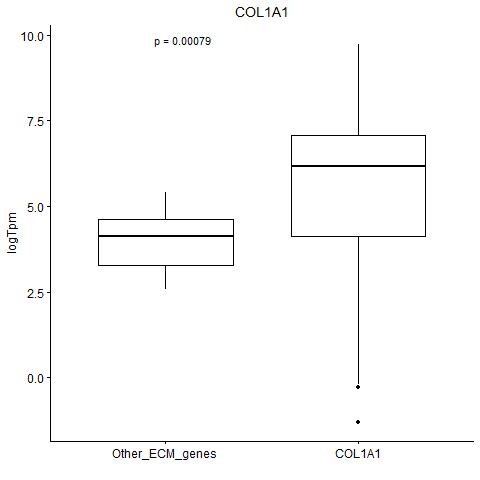 COL1A1
p = 0.00079
10.0
7.5
5.0
2.5
0.0
logTpm
Other_ECM_genes
COL1A1